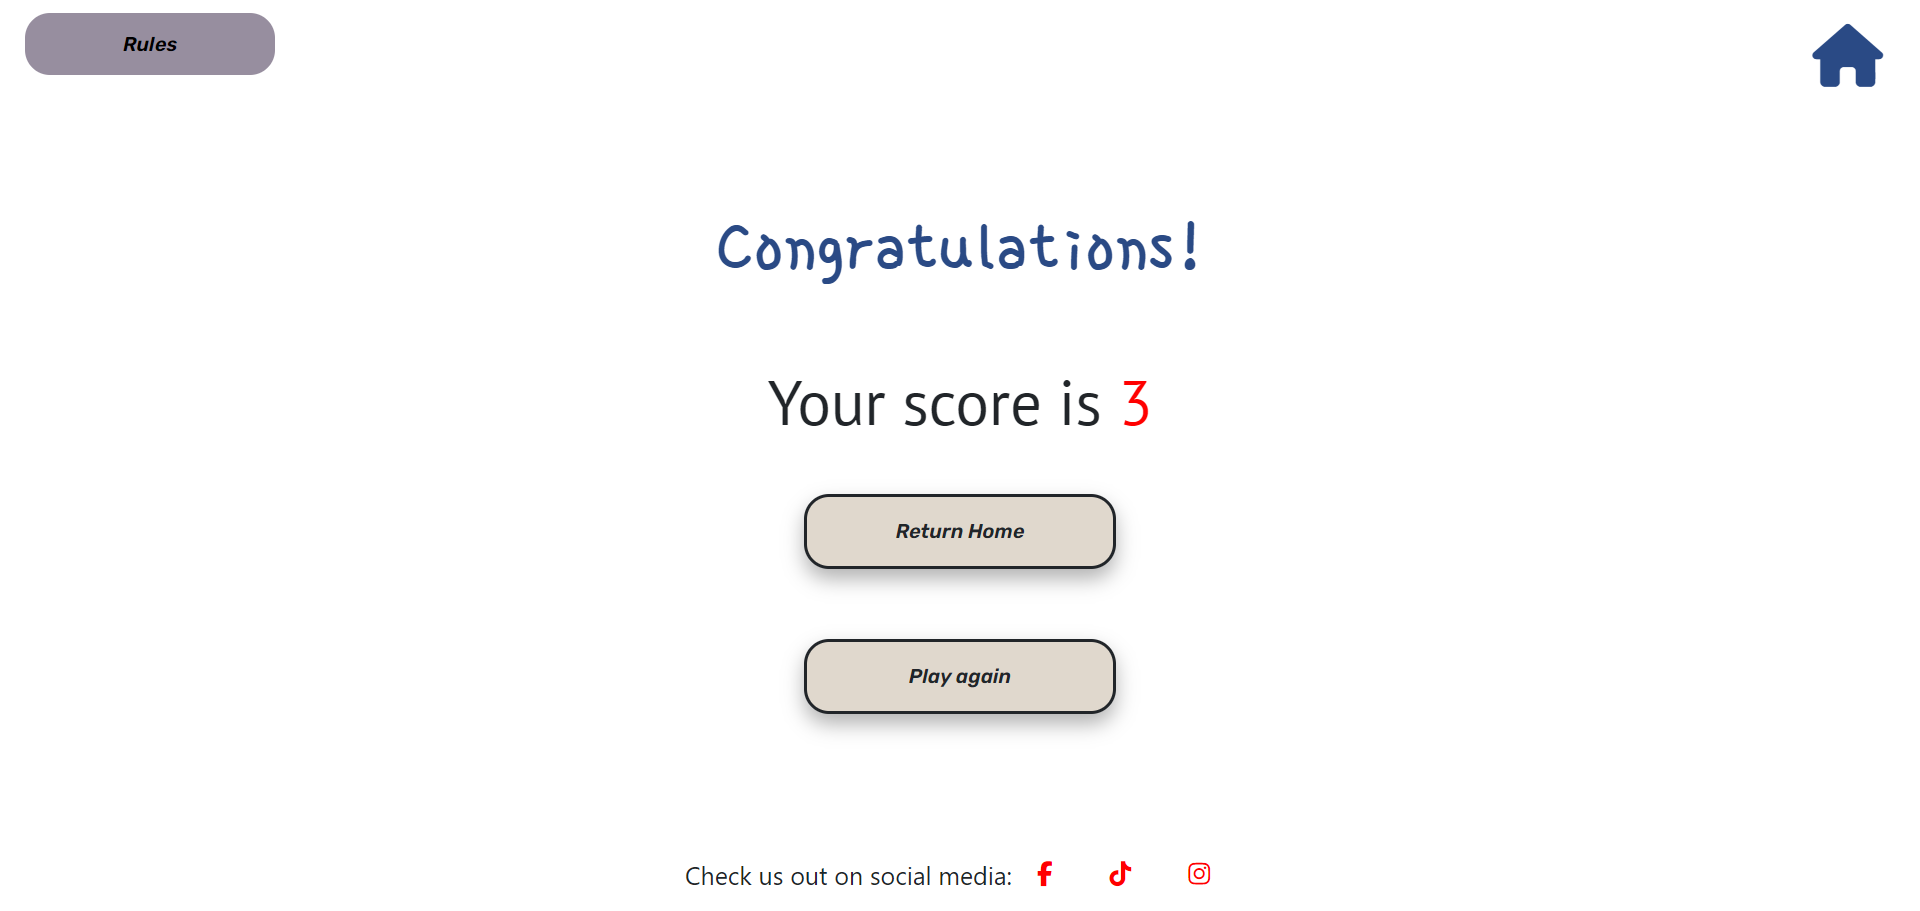 Rules
Congratulations!
Your score is 3
Return Home
Play again
Check us out on social media: